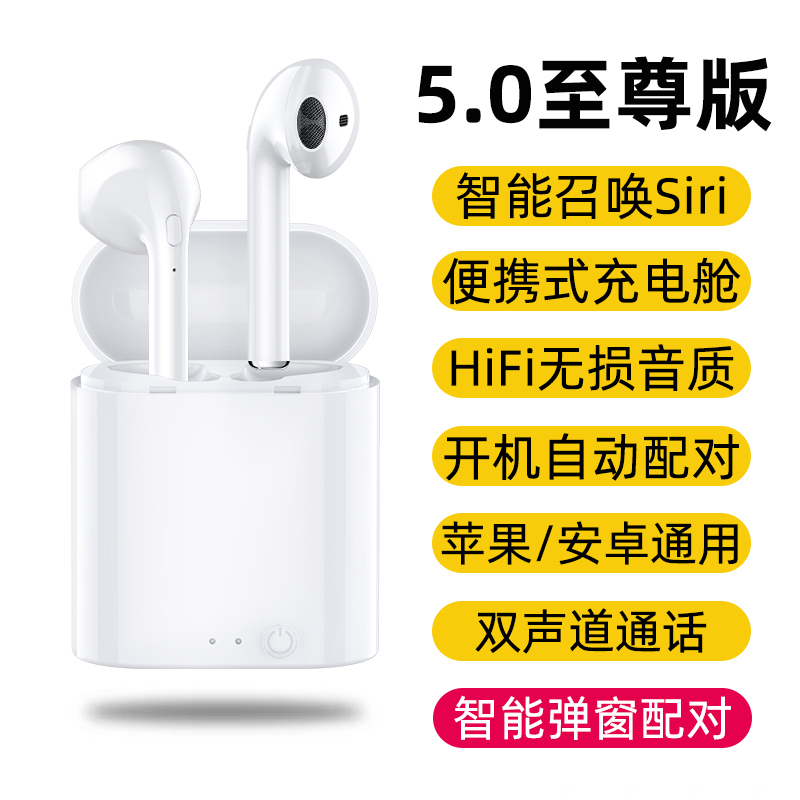 5.0至尊版
智能召唤Siri
便携式充电舱
HiFi无损音质
开机自动配对
苹果/安卓通用
双声道通话
智能弹窗配对